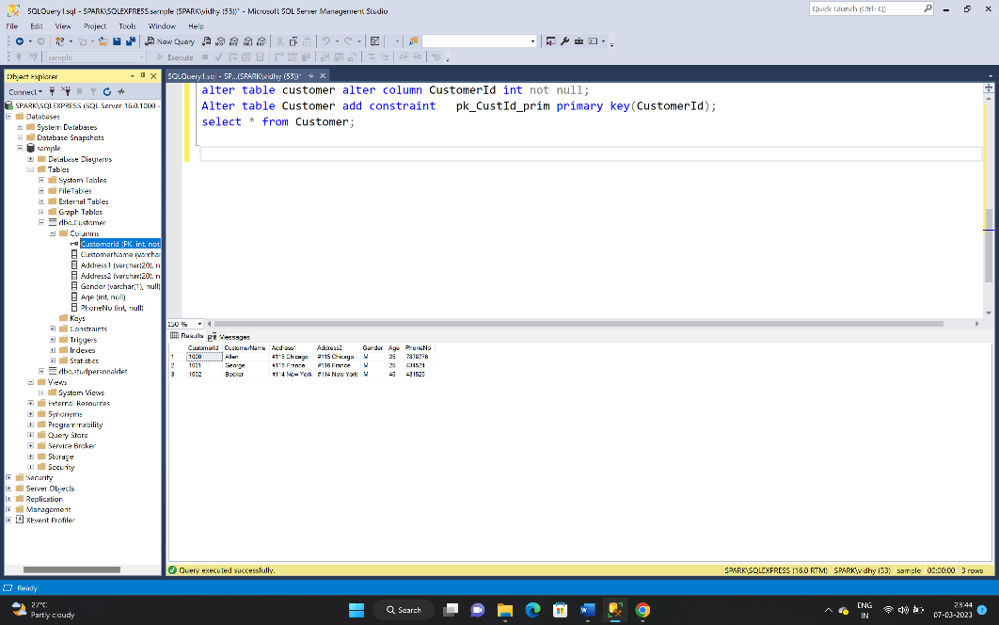 SQLQuery1.sql - SPARK\SQLEXPRESS.sample (SPARK\vidhy (53))* - Microsoft SQL Server Management Studio
Quick Launch (Ctrl+Q)
File Edit View Project Tools Window Help
New Query
sample
Execute
Object Explorer
SQLQuery1.sql - SP...(SPARK\vidhy (53))*
Connect
SPARK\SQLEXPRESS (SQL Server 16.0.1000 -
Databases
System Databases
Database Snapshots
sample
Database Diagrams
Tables
System Tables
FileTables
External Tables
Graph Tables
dbo.Customer
Columns
CustomerId (PK, int, not
CustomerName (varchar
Address1 (varchar(20), n
Address2 (varchar(20), n
Gender (varchar(1), null)
Age (int, null)
PhoneNo (int, null)
Keys
Constraints
Triggers
Indexes
Statistics
dbo.studpersonaldet
Views
System Views
External Resources
Synonyms
Programmability
Query Store
Service Broker
Storage
Security
Security
Server Objects
Replication
Management
XEvent Profiler
alter table customer alter column CustomerId int not null;
Alter table Customer add constraint pk_CustId_prim primary key(CustomerId);
select * from Customer;
150 %
Results Messages
CustomerId CustomerName Address1 Address2 Gender Age PhoneNo
1 1000 Allen #115 Chicago #115 Chicago M 25 7878776
2 1001 George #116 France #116 France M 25 434524
3 1002 Becker #114 New York #114 New York M 45 431525
Query executed successfully.
SPARK\SQLEXPRESS (16.0 RTM) SPARK\vidhy (53) sample 00:00:00 3 rows
Ready
27°C
Partly cloudy
Search
ENG
IN
23:44
07-03-2023
1